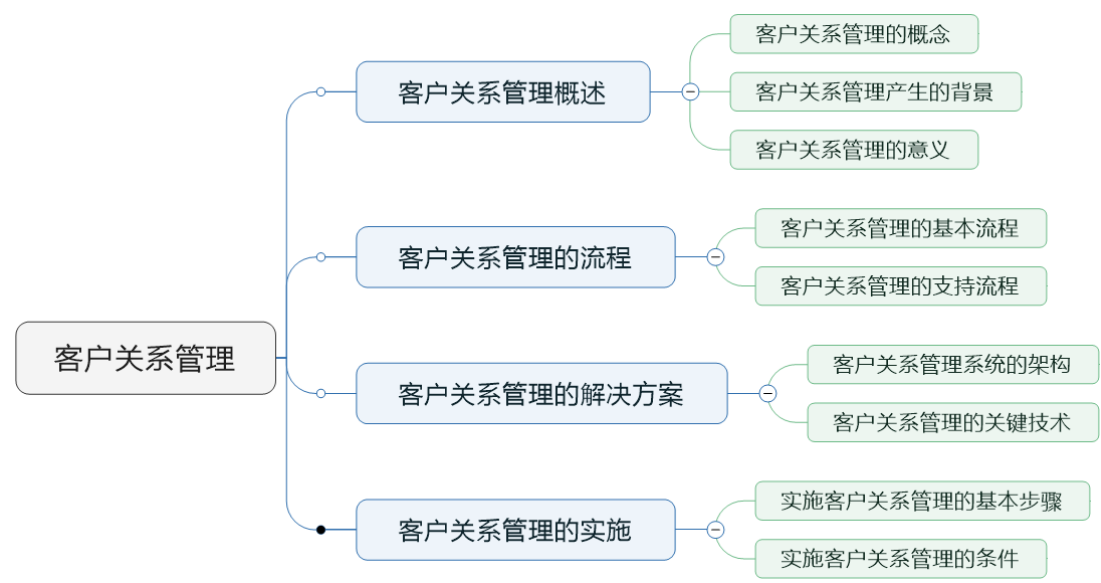 客户关系管理
客户关系管理概述
客户关系管理的概念
客户关系管理产生的背景
客户关系管理的意义
客户关系管理的流程
客户关系管理的基本流程
客户关系管理的支持流程
客户关系管理的解决方案
客户关系管理系统的架构
客户关系管理的关键技术
客户关系管理的实施
实施客户关系管理的基本步骤
实施客户关系管理的条件